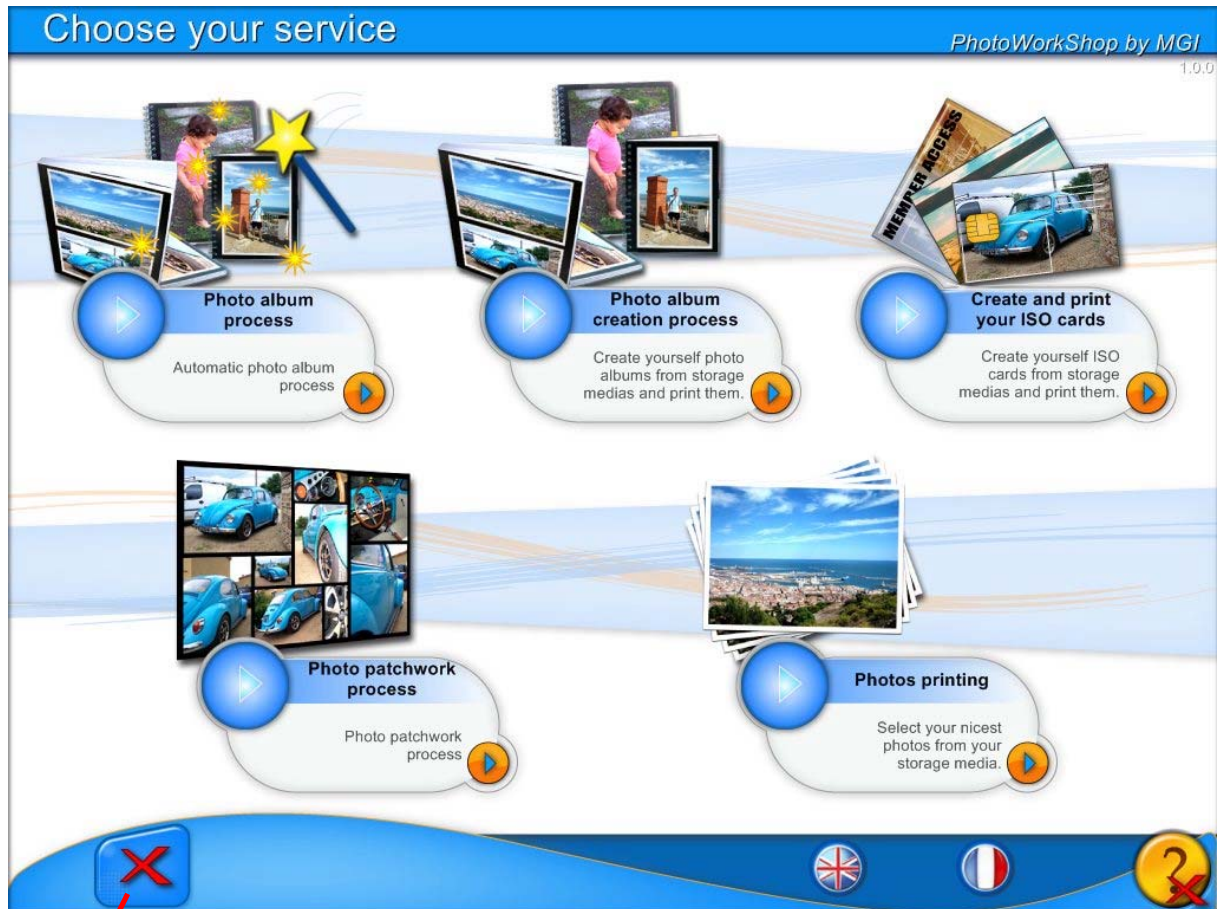 Choose your service
PhotoWorkShop by MGI
1.0.0
MEMBER ACCESS
Photo album
process
Automatic photo album
process
Photo album
creation process
Create yourself photo
albums from storage
medias and print them.
Create and print
your ISO cards
Create yourself ISO
cards from storage
medias and print them.
Photo patchwork
process
Photo patchwork
process
Photos printing
Select your nicest
photos from your
storage media.
?